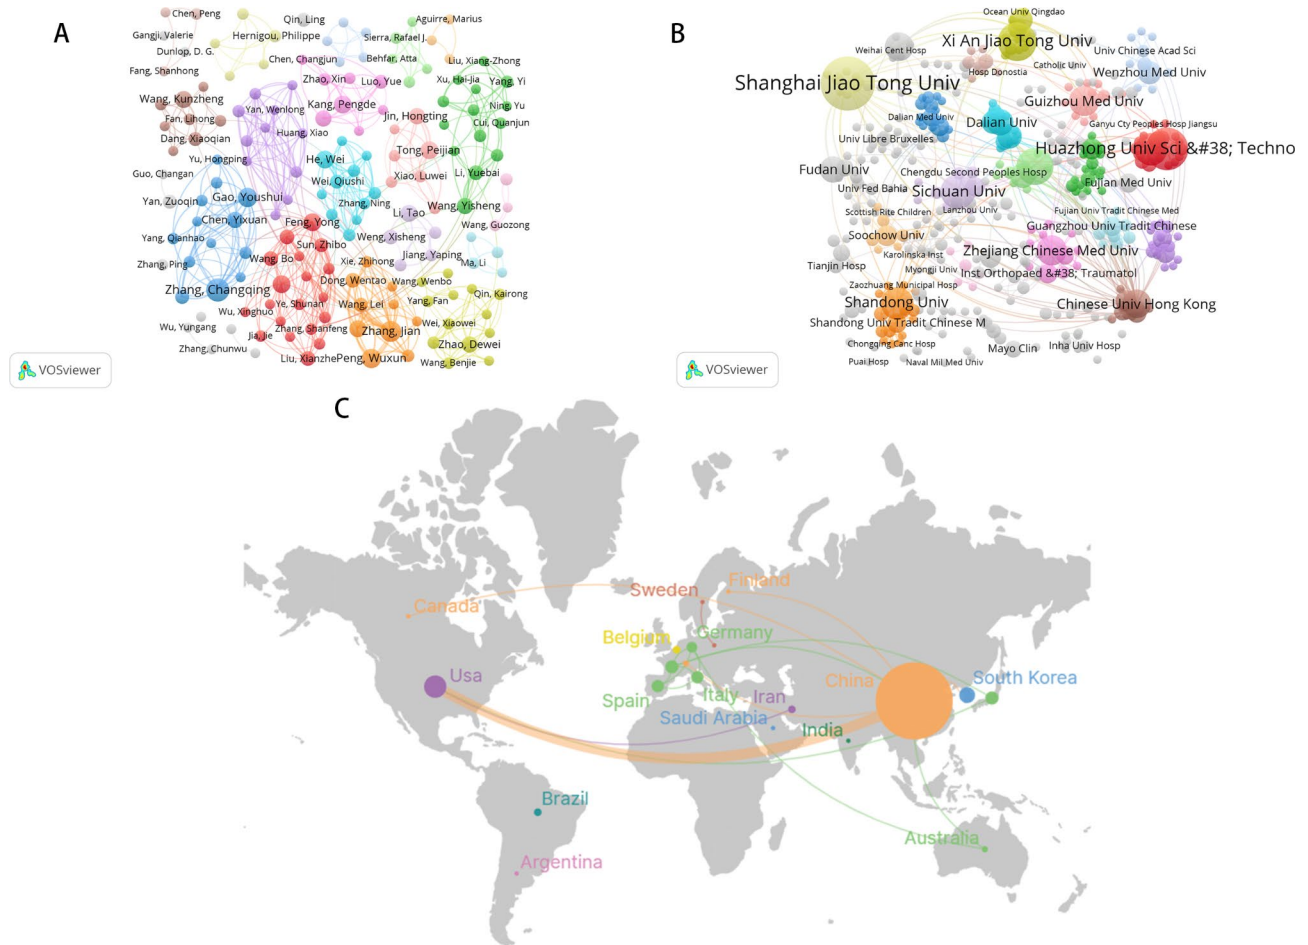 A
Chen, Peng
Gangji, Valerie
Dunlop, D. G.
Fang, Shanhong
Hernigou, Philippe
Qin, Ling
Sierra, Rafael J.
Aguirre, Marius
Behfar, Atta
Chen, Changjun
Zhao, Xin
Luo, Yue
Liu, Xiang-Zhong
Xu, Hai-Jia
Yang, Yi
Wang, Kunzheng
Yan, Wenlong
Kang, Pengde
Ning, Yu
Fan, Lihong
Jin, Hongting
Cui, Quanjun
Dang, Xiaoqian
Huang, Xiao
Yu, Hongping
He, Wei
Tong, Peijian
Guo, Changan
Wei, Qiushi
Xiao, Luwei
Li, Yuebai
Yan, Zuoqin
Gao, Youshui
Zhang, Ning
Wang, Yisheng
Chen, Yixuan
Feng, Yong
Li, Tao
Wang, Guozong
Yang, Qianhao
Sun, Zhibo
Weng, Xisheng
Zhang, Ping
Wang, Bo
Xie, Zhihong
Jiang, Yaping
Ma, Li
Zhang, Changqing
Dong, Wentao
Wang, Wenbo
Wu, Xinghuo
Ye, Shunan
Wang, Lei
Yang, Fan
Qin, Kairong
Wu, Yungang
Jia, Jie
Zhang, Shanfeng
Zhang, Jian
Wei, Xiaowei
Zhang, Chunwu
Liu, Xianzhe
Peng, Wuxun
Zhao, Dewei
Wang, Benjie
VOSviewer
B
Ocean Univ Qingdao
Xi An Jiao Tong Univ
Weihai Cent Hosp
Univ Chinese Acad Sci
Catholic Univ
Hosp Donostia
Wenzhou Med Univ
Shanghai Jiao Tong Univ
Guizhou Med Univ
Dalian Med Univ
Dalian Univ
Ganyu Cty Peoples Hosp Jiangsu
Univ Libre Bruxelles
Huazhong Univ Sci &#38; Techno
Fudan Univ
Chengdu Second Peoples Hosp
Fujian Med Univ
Univ Fed Bahia
Sichuan Univ
Scottish Rite Children
Lanzhou Univ
Fujian Univ Tradit Chinese Med
Soochow Univ
Guangzhou Univ Tradit Chinese
Karolinska Inst
Zhejiang Chinese Med Univ
Tianjin Hosp
Myongji Univ
Inst Orthopaed &#38; Traumatol
Zaozhuang Municipal Hosp
Shandong Univ
Chinese Univ Hong Kong
Shandong Univ Tradit Chinese M
Chongqing Canc Hosp
Mayo Clin
Inha Univ Hosp
Puai Hosp
Naval Mil Med Univ
VOSviewer
C
Sweden
Finland
Canada
Belgium
Germany
Usa
China
South Korea
Spain
Italy
Iran
Saudi Arabia
India
Brazil
Australia
Argentina